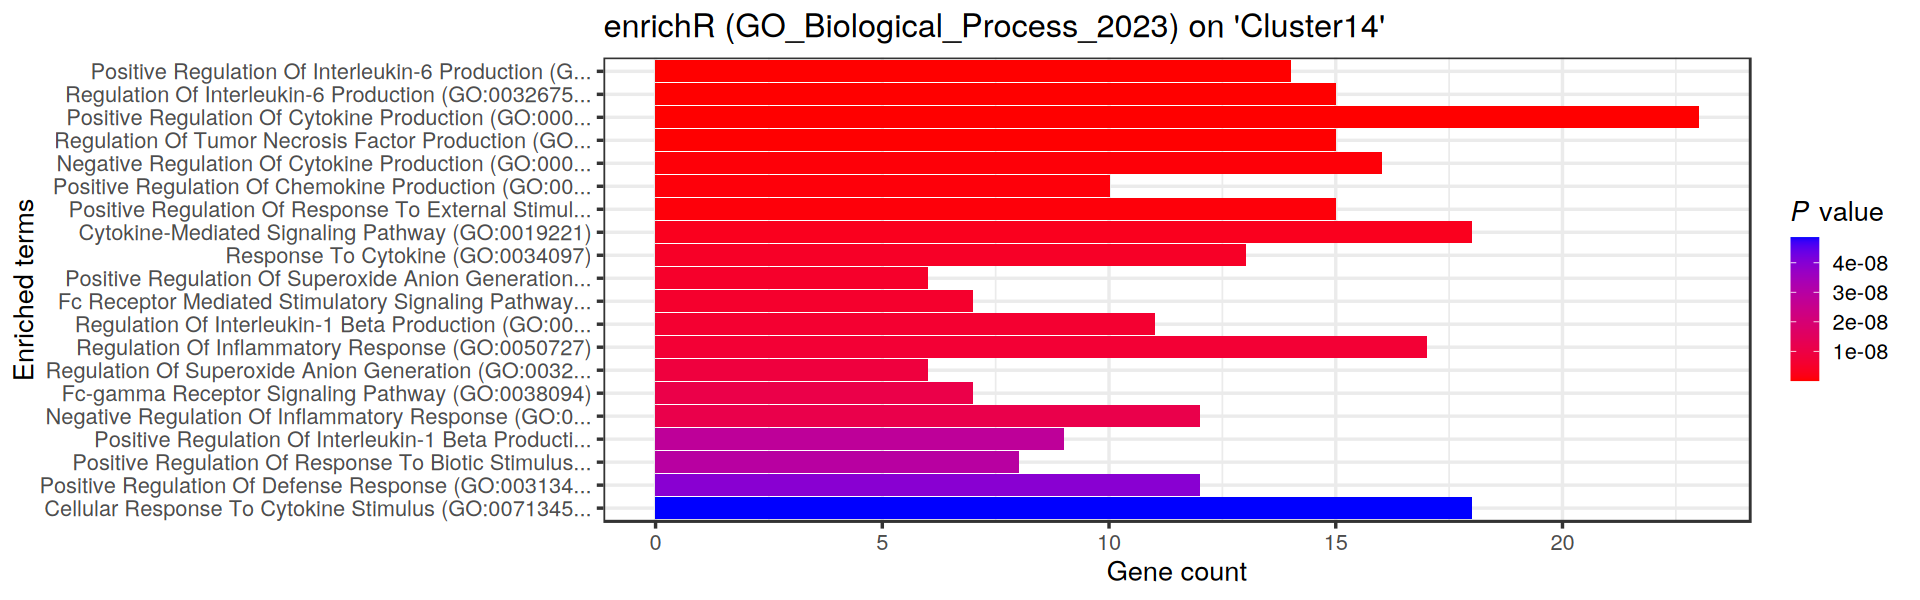 enrichR (GO_Biological_Process_2023) on 'Cluster14'
Positive Regulation Of Interleukin-6 Production (G...
Regulation Of Interleukin-6 Production (GO:0032675...
Positive Regulation Of Cytokine Production (GO:000...
Regulation Of Tumor Necrosis Factor Production (GO...
Negative Regulation Of Cytokine Production (GO:000...
Positive Regulation Of Chemokine Production (GO:00...
Positive Regulation Of Response To External Stimul...
Cytokine-Mediated Signaling Pathway (GO:0019221)
Response To Cytokine (GO:0034097)
Positive Regulation Of Superoxide Anion Generation...
Fc Receptor Mediated Stimulatory Signaling Pathway...
Regulation Of Interleukin-1 Beta Production (GO:00...
Regulation Of Inflammatory Response (GO:0050727)
Regulation Of Superoxide Anion Generation (GO:0032...
Fc-gamma Receptor Signaling Pathway (GO:0038094)
Negative Regulation Of Inflammatory Response (GO:0...
Positive Regulation Of Interleukin-1 Beta Producti...
Positive Regulation Of Response To Biotic Stimulus...
Positive Regulation Of Defense Response (GO:003134...
Cellular Response To Cytokine Stimulus (GO:0071345...
Enriched terms
0 5 10 15 20
Gene count
P value
4e-08
3e-08
2e-08
1e-08